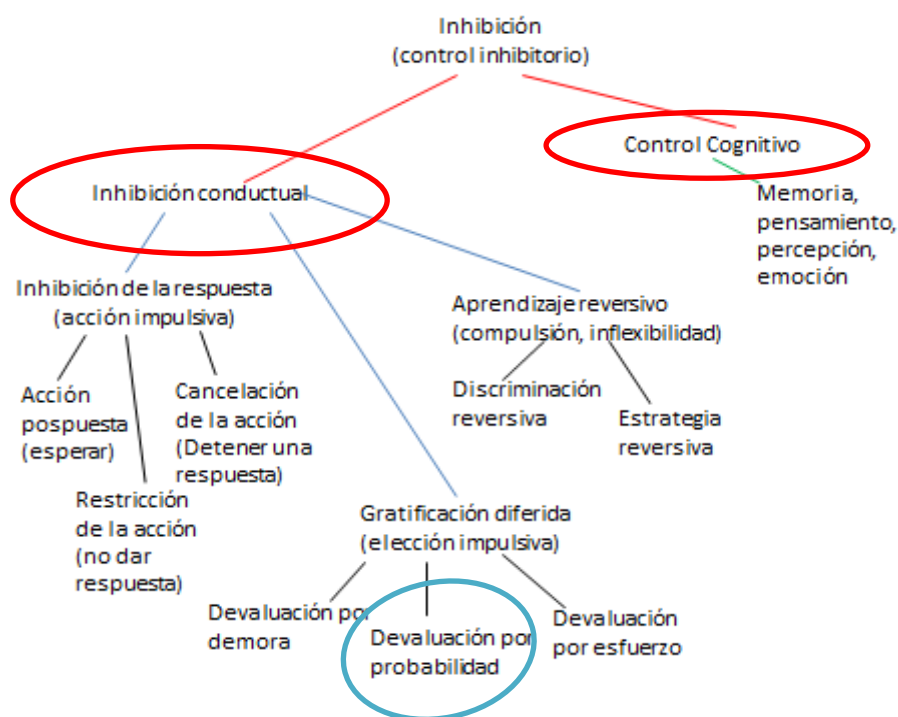 Inhibición
(control inhibitorio)
Control Cognitivo
Inhibición conductual
Memoria,
pensamiento,
percepción,
emoción
Inhibición de la respuesta
(acción impulsiva)
Aprendizaje reversivo
(compulsión, inflexibilidad)
Acción
pospuesta
(esperar)
Cancelación
de la acción
(Detener una
respuesta)
Discriminación
reversiva
Estrategia
reversiva
Restricción
de la acción
(no dar
respuesta)
Gratificación diferida
(elección impulsiva)
Devaluación por
demora
Devaluación por
probabilidad
Devaluación
por esfuerzo